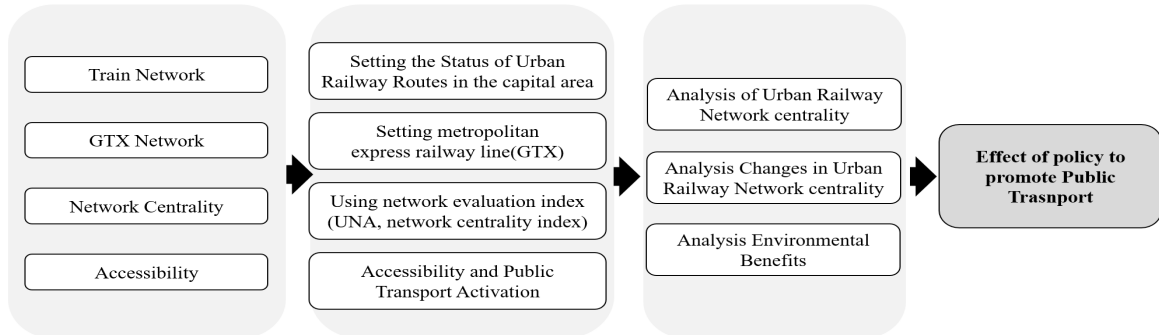 Train Network
GTX Network
Network Centrality
Accessibility
Setting the Status of Urban
Railway Routes in the capital area
Setting metropolitan
express railway line(GTX)
Using network evaluation index
(UNA, network centrality index)
Accessibility and Public
Transport Activation
Analysis of Urban Railway
Network centrality
Analysis Changes in Urban
Railway Network centrality
Analysis Environmental
Benefits
Effect of policy to
promote Public
Trasnport